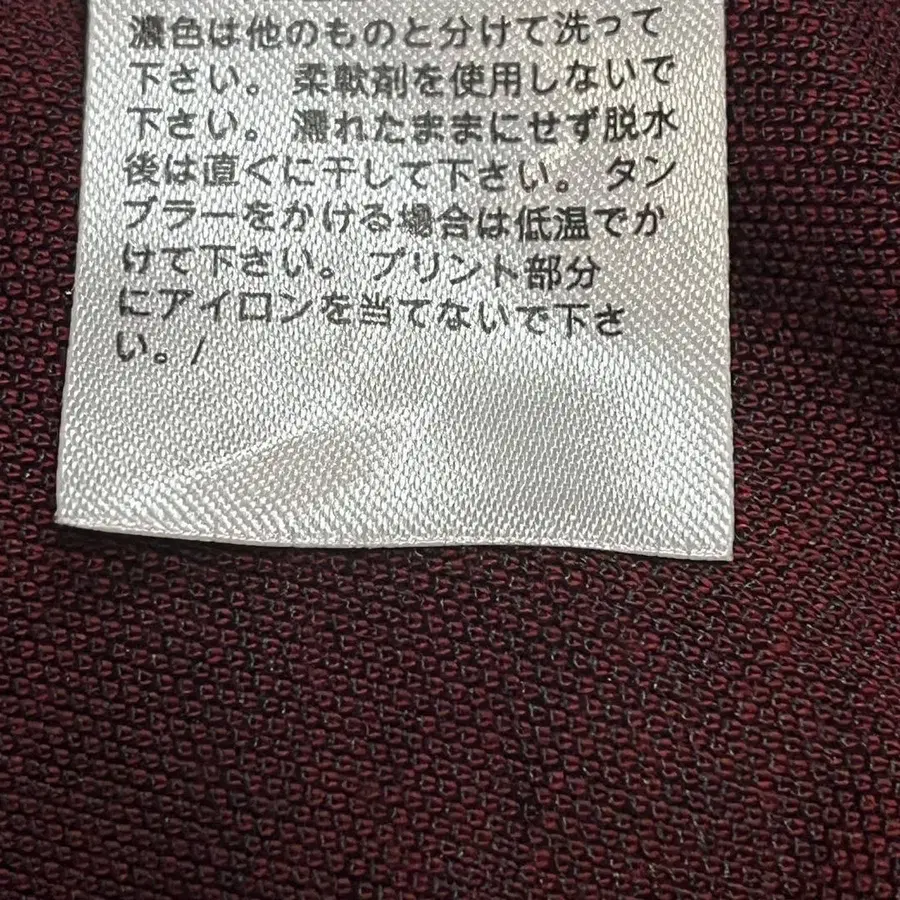 濃色は他のものと分けて洗って
下さい。 柔軟剤を使用しないで
下さい。 濡れたままにせず脱水
後は直ぐに干して下さい。 タン
ブラーをかける場合は低温でか
けて下さい。 プリント部分
にアイロンを当てないで下さ
い。/